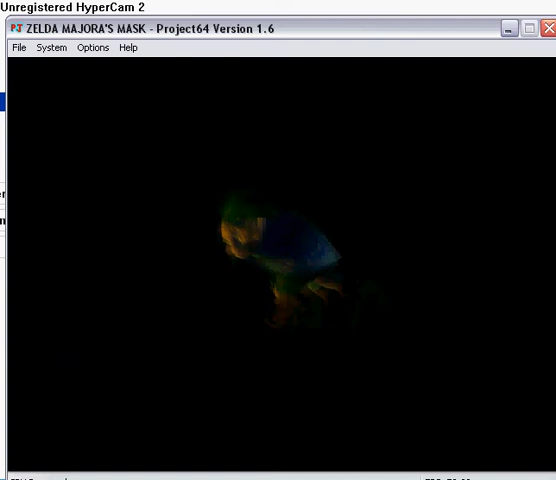 Unregistered HyperCam 2
ZELDA MAJORA'S MASK - Project64 Version 1.6
File System Options Help